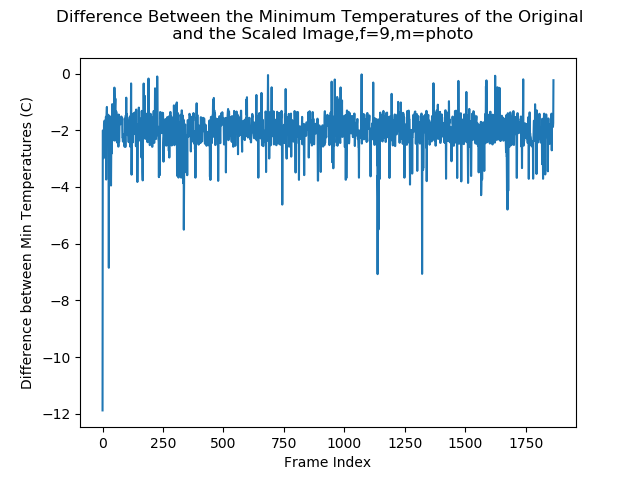 Difference Between the Minimum Temperatures of the Original
and the Scaled Image,f=9,m=photo
0
−2
−4
−6
−8
−10
−12
Difference between Min Temperatures (C)
0 250 500 750 1000 1250 1500 1750
Frame Index